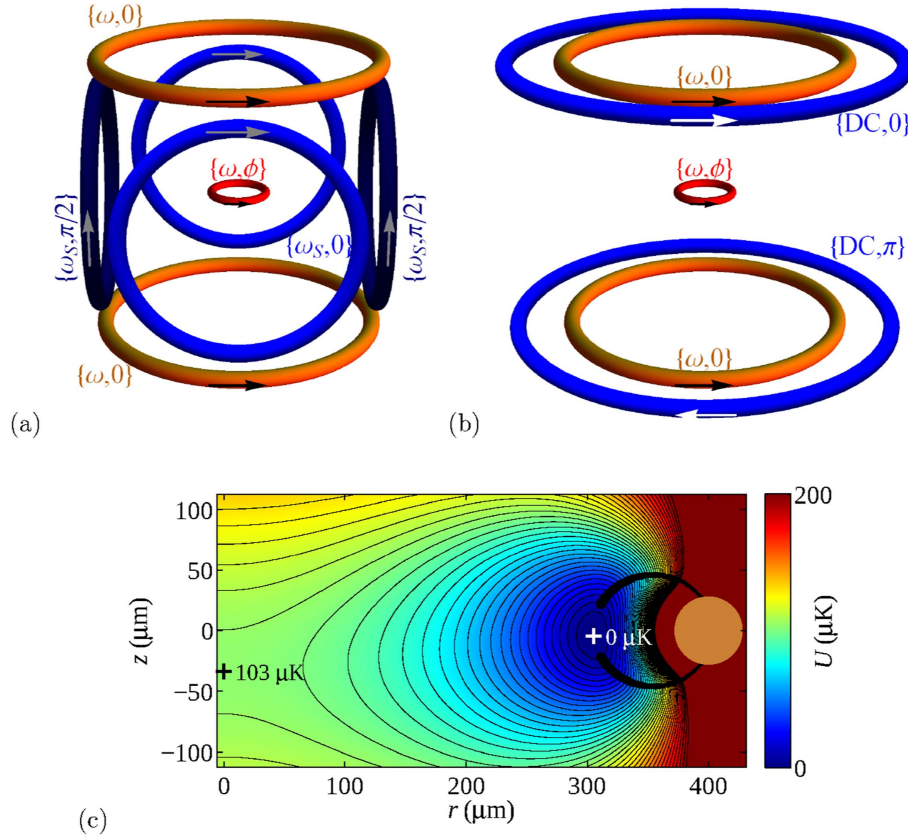 {ω,0}
{ω,ϕ}
{ω_S,π/2}
{ω_S,0}
{ω_S,π/2}
{ω,0}
(a)
{ω,0}
{DC,0}
{ω,ϕ}
{DC,π}
{ω,0}
(b)
100
50
0
−50
−100
z (μm)
0 μK
103 μK
0
100
200
300
400
r (μm)
200
0
U (μK)
(c)